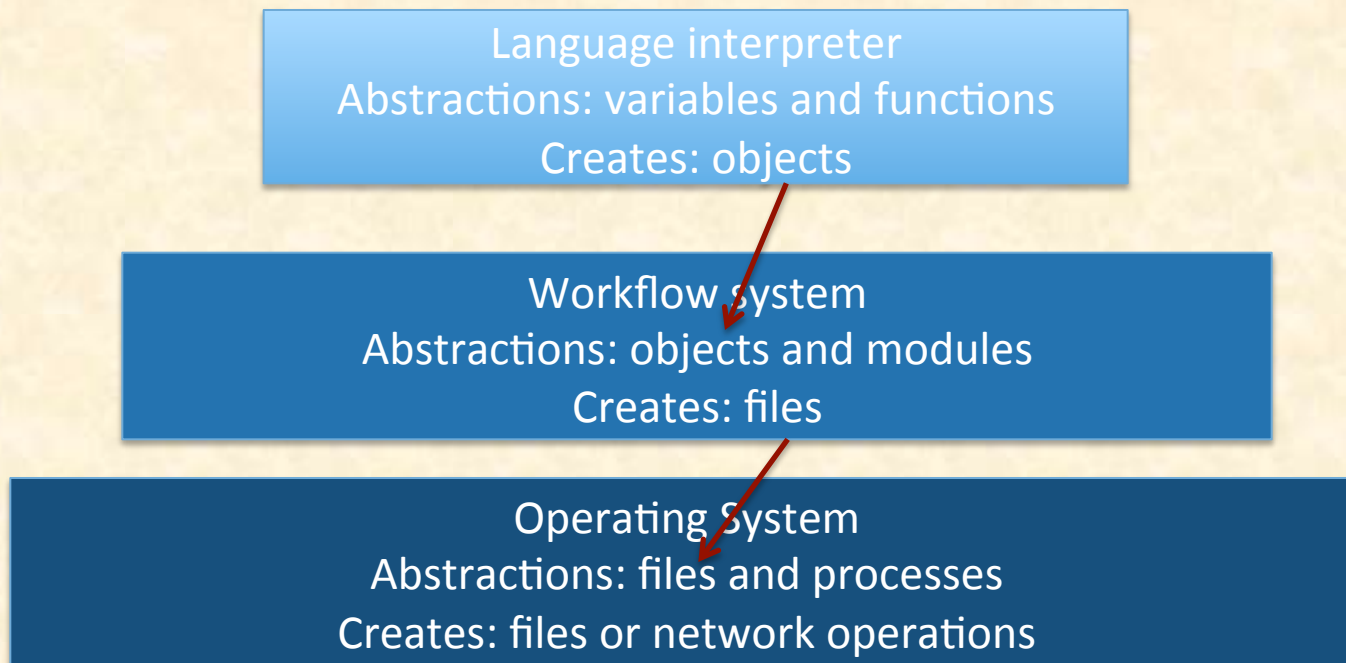 Language interpreter
Abstractions: variables and functions
Creates: objects
Workflow system
Abstractions: objects and modules
Creates: files
Operating System
Abstractions: files and processes
Creates: files or network operations